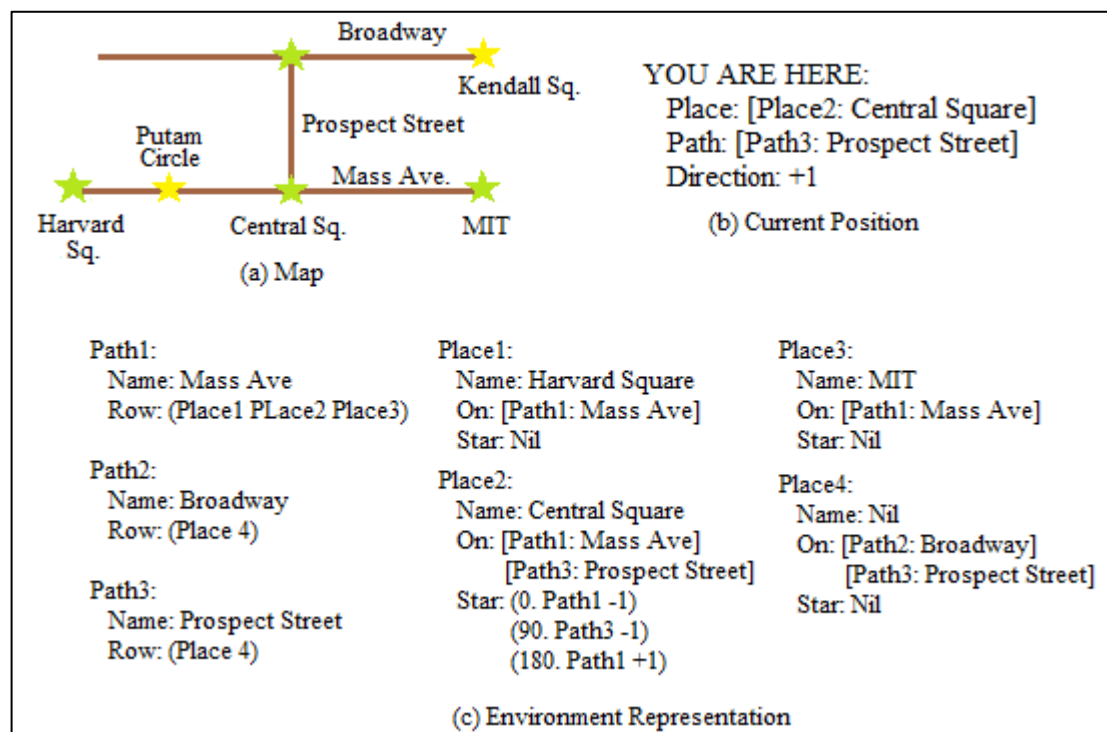 Broadway
Kendall Sq.
Prospect Street
Putam
Circle
Mass Ave.
Harvard
Sq.
Central Sq.
MIT
(a) Map
YOU ARE HERE:
Place: [Place2: Central Square]
Path: [Path3: Prospect Street]
Direction: +1
(b) Current Position
Path1:
Name: Mass Ave
Row: (Place1 PLace2 Place3)
Path2:
Name: Broadway
Row: (Place 4)
Path3:
Name: Prospect Street
Row: (Place 4)
Place1:
Name: Harvard Square
On: [Path1: Mass Ave]
Star: Nil
Place2:
Name: Central Square
On: [Path1: Mass Ave]
[Path3: Prospect Street]
Star: (0. Path1 -1)
(90. Path3 -1)
(180. Path1 +1)
Place3:
Name: MIT
On: [Path1: Mass Ave]
Star: Nil
Place4:
Name: Nil
On: [Path2: Broadway]
[Path3: Prospect Street]
Star: Nil
(c) Environment Representation